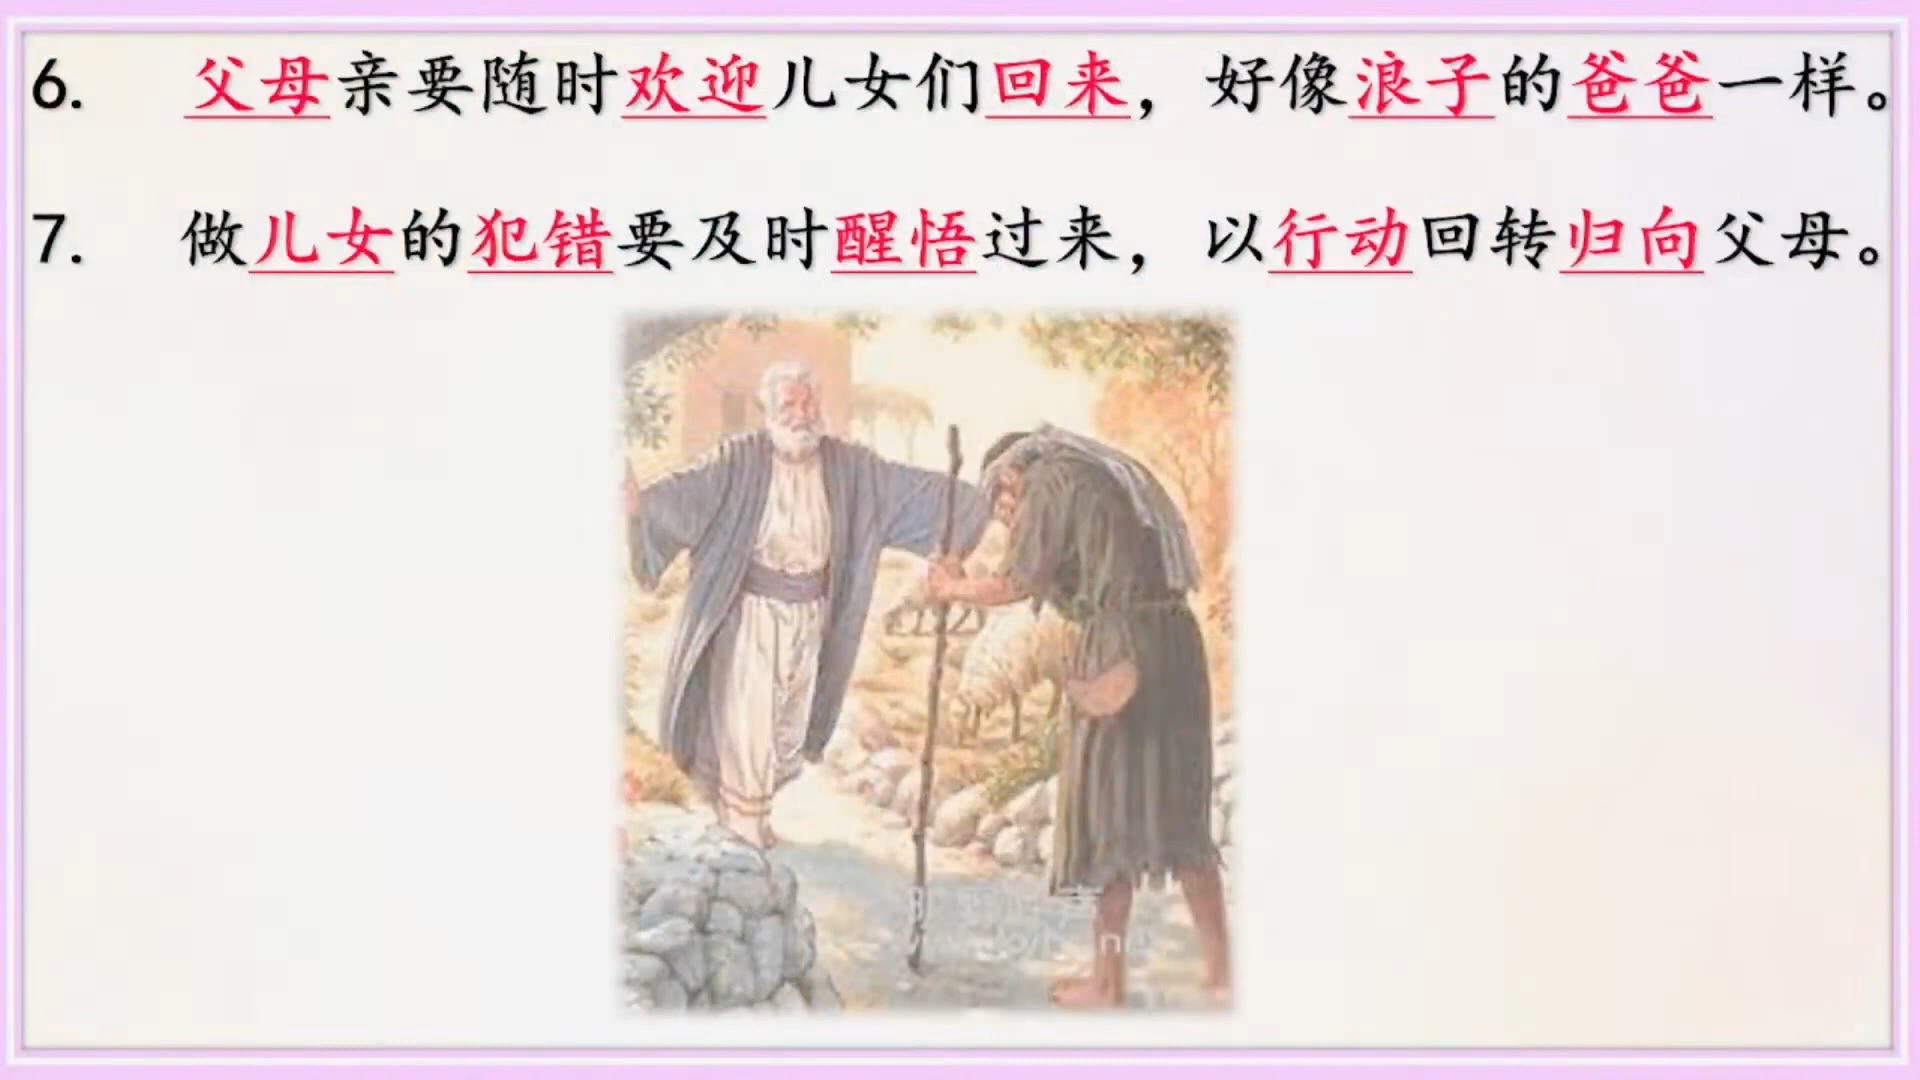 6. 父母亲要随时欢迎儿女们回来，好像浪子的爸爸一样。
7. 做儿女的犯错要及时醒悟过来，以行动回转归向父母。